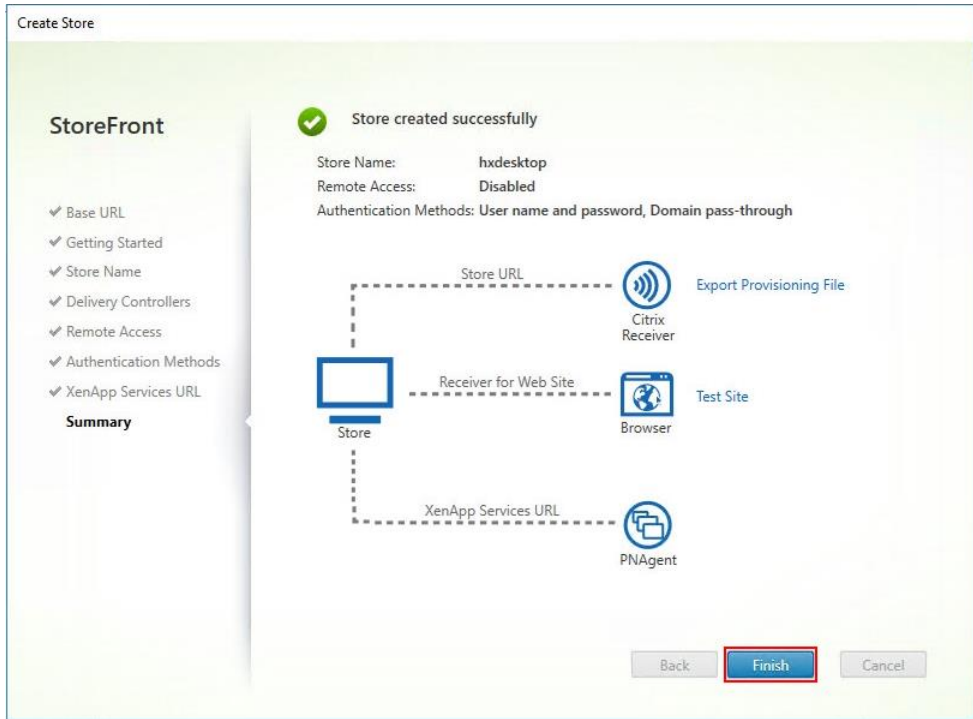 Create Store
StoreFront
Base URL
Getting Started
Store Name
Delivery Controllers
Remote Access
Authentication Methods
XenApp Services URL
Summary
Store created successfully
Store Name: hxdesktop
Remote Access: Disabled
Authentication Methods: User name and password, Domain pass-through
Store URL
Citrix
Receiver
Export Provisioning File
Store
Receiver for Web Site
Browser
Test Site
XenApp Services URL
PNAgent
Back Finish Cancel